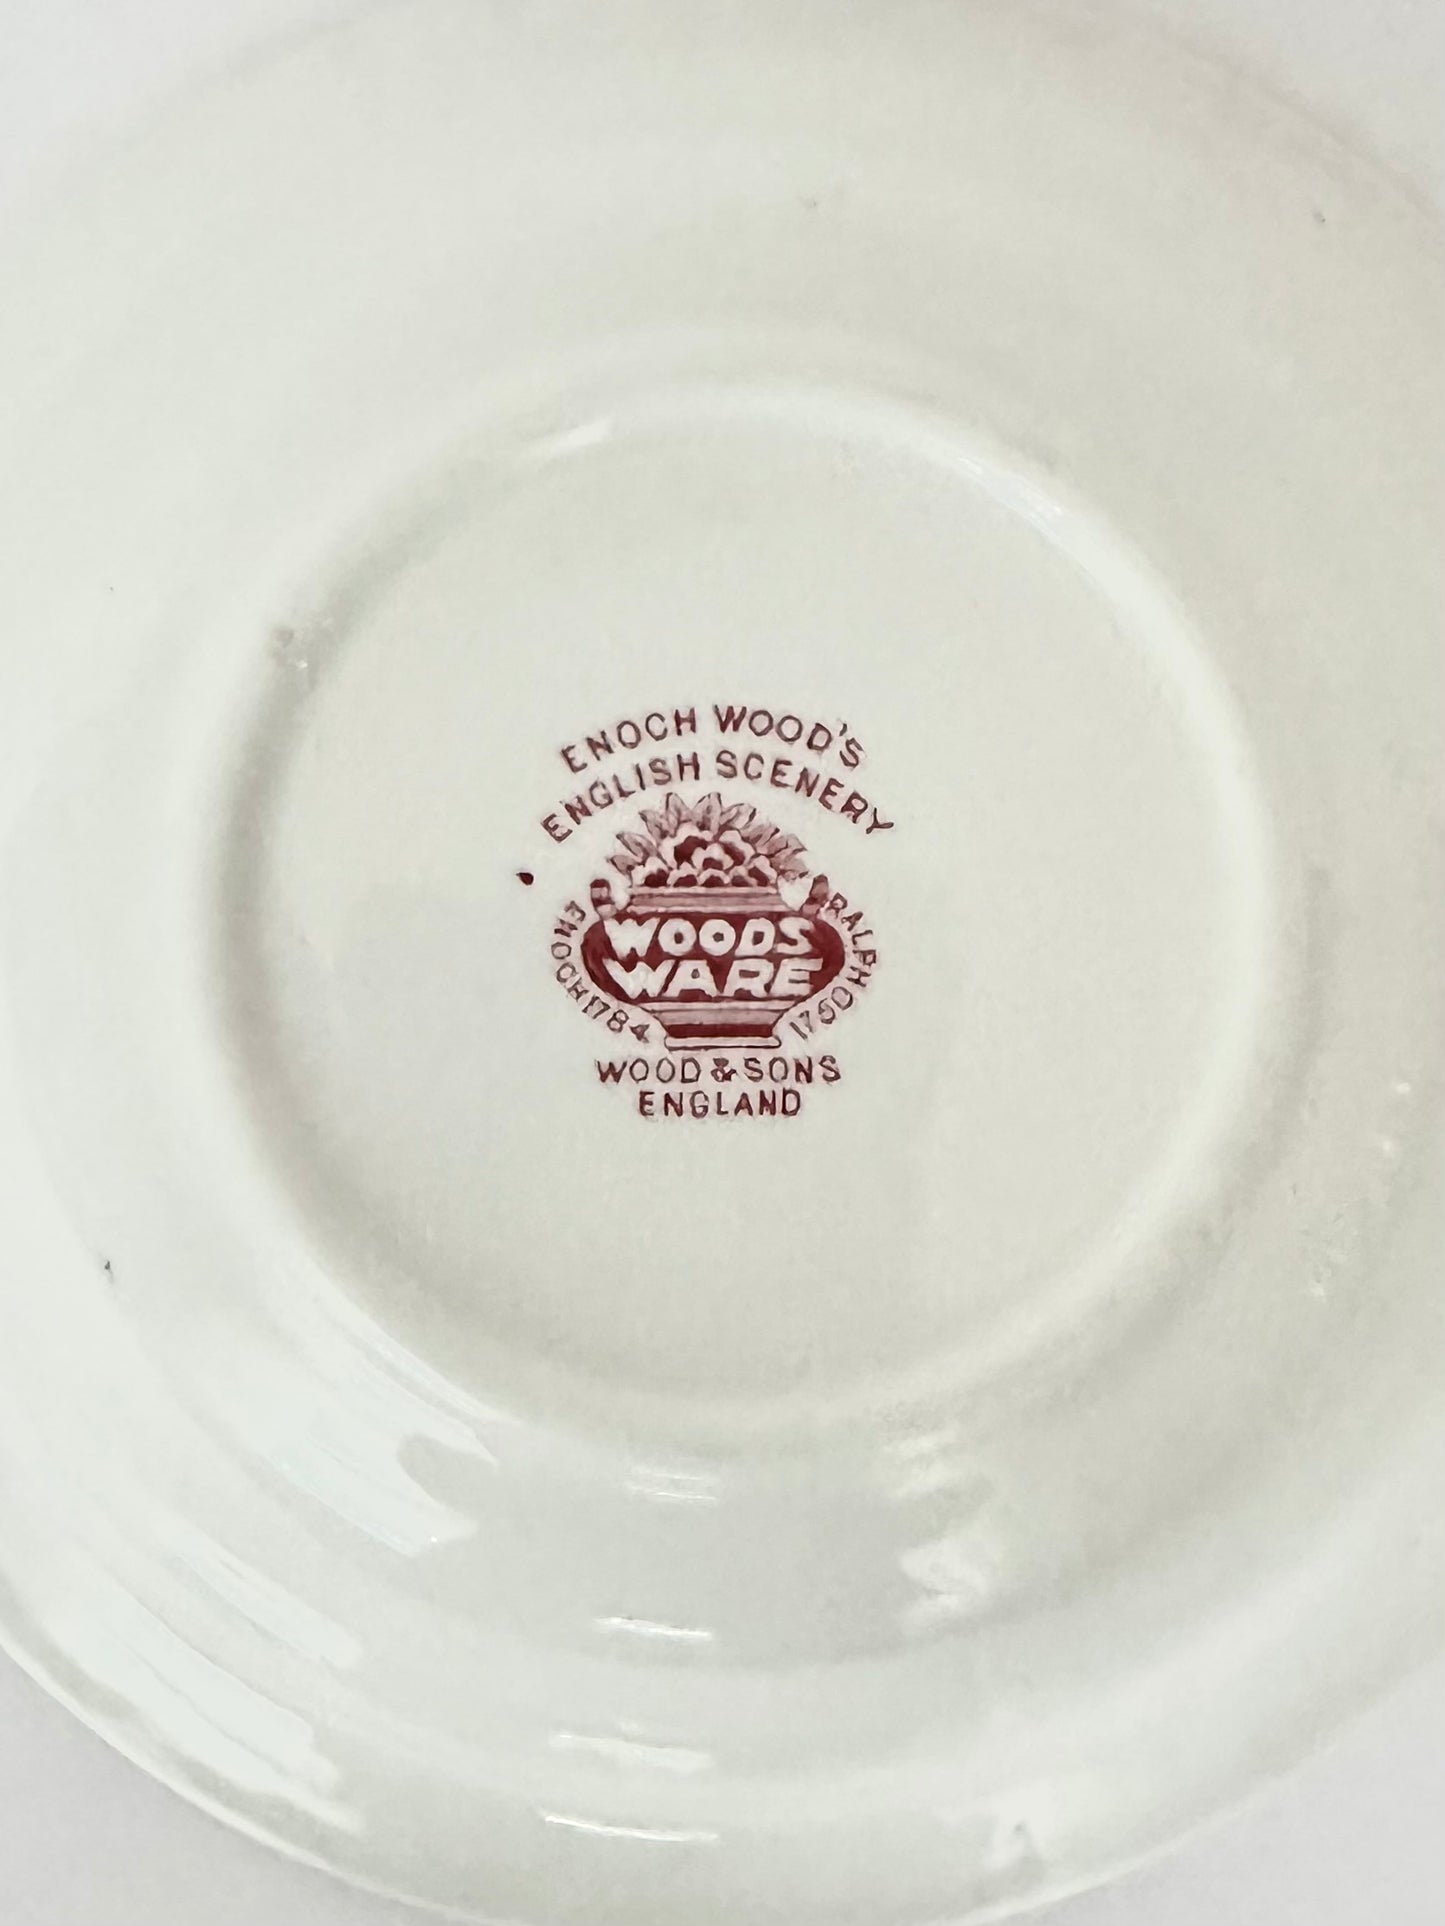 ENOCH WOOD'S
ENGLISH SCENERY
WOODS
WARE
ENOCH 1784
RALPH 1750
WOOD & SONS
ENGLAND